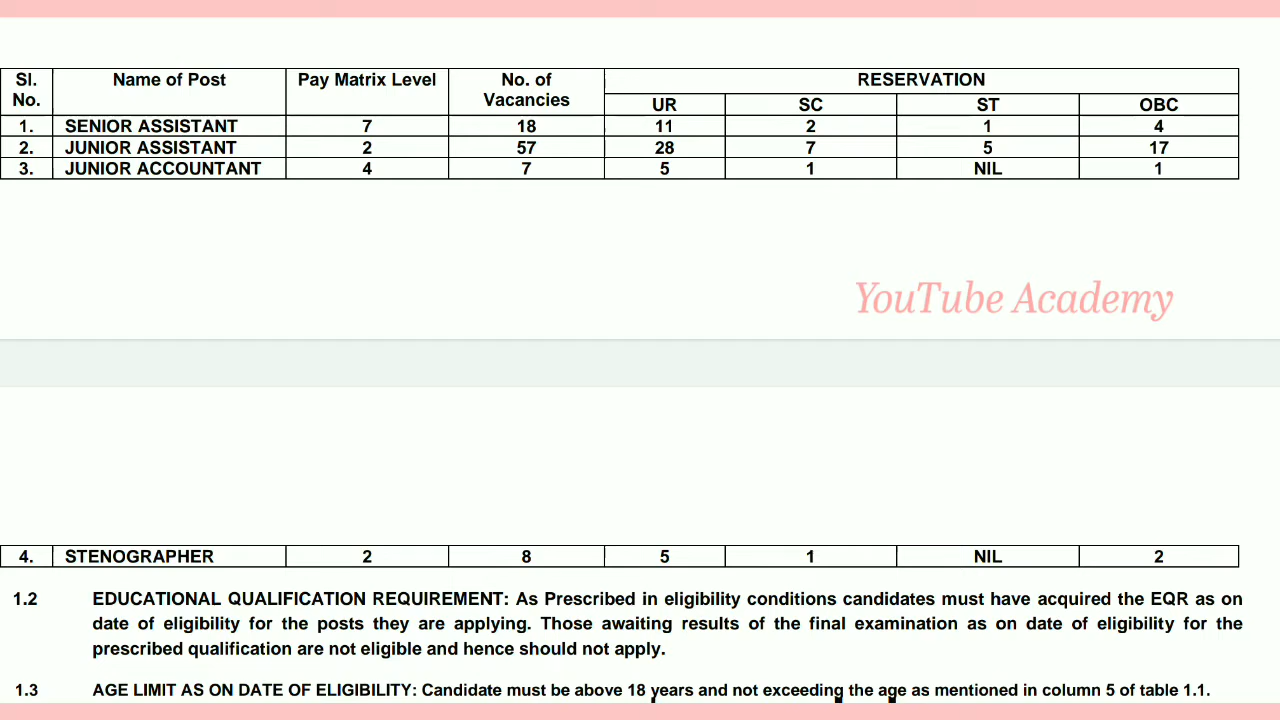 Sl. No. Name of Post Pay Matrix Level No. of Vacancies RESERVATION
UR SC ST OBC
1. SENIOR ASSISTANT 7 18 11 2 1 4
2. JUNIOR ASSISTANT 2 57 28 7 5 17
3. JUNIOR ACCOUNTANT 4 7 5 1 NIL 1
YouTube Academy
4. STENOGRAPHER 2 8 5 1 NIL 2
1.2 EDUCATIONAL QUALIFICATION REQUIREMENT: As Prescribed in eligibility conditions candidates must have acquired the EQR as on
date of eligibility for the posts they are applying. Those awaiting results of the final examination as on date of eligibility for the
prescribed qualification are not eligible and hence should not apply.
1.3 AGE LIMIT AS ON DATE OF ELIGIBILITY: Candidate must be above 18 years and not exceeding the age as mentioned in column 5 of table 1.1.